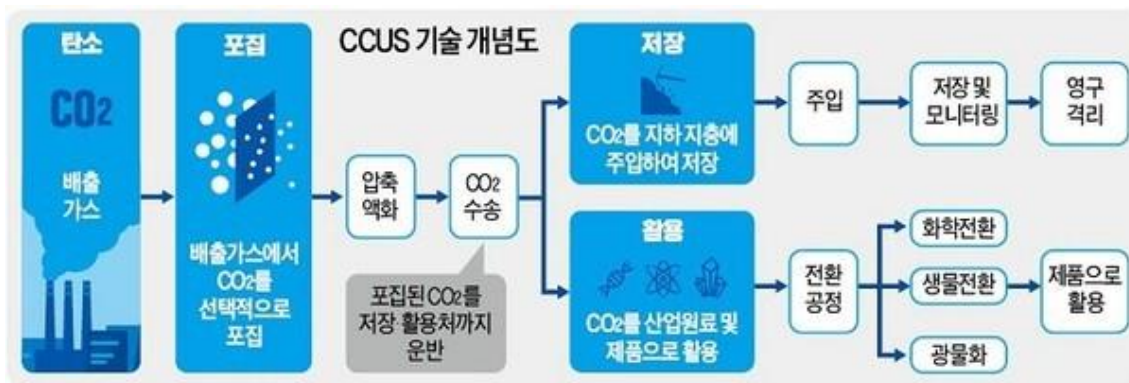 CCUS 기술 개념도
탄소
CO2
배출
가스
포집
배출가스에서
CO2를
선택적으로
포집
압축
액화
CO2
수송
포집된 CO2를
저장 활용처까지
운반
저장
CO2를 지하 지층에
주입하여 저장
주입
저장 및
모니터링
영구
격리
활용
CO2를 산업원료 및
제품으로 활용
전환
공정
화학전환
생물전환
광물화
제품으로
활용